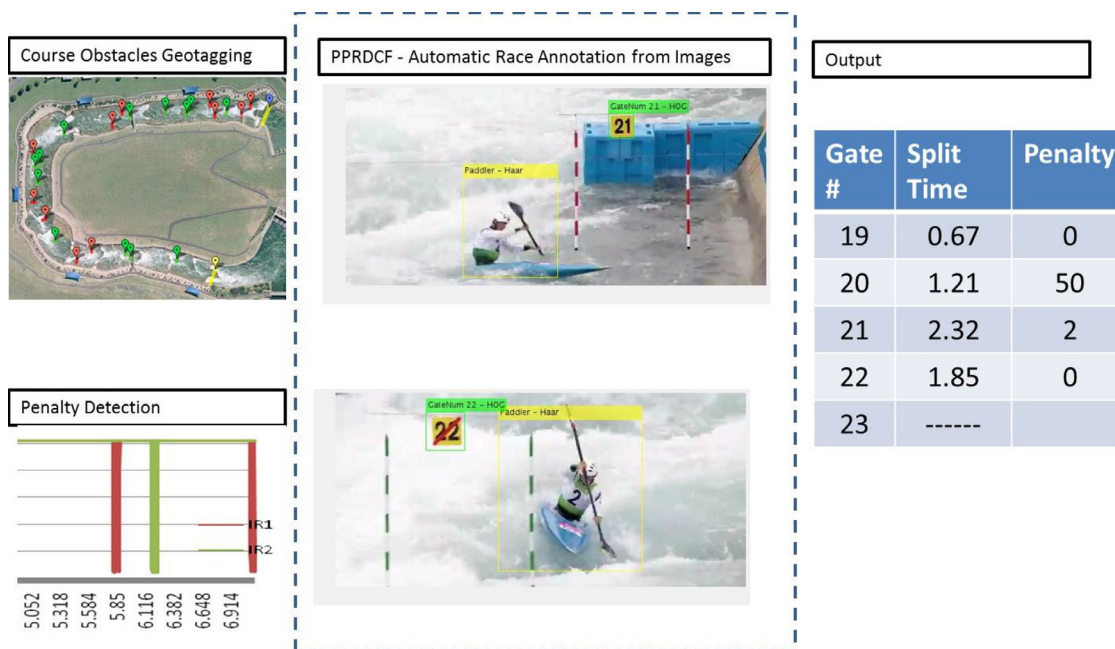 Course Obstacles Geotagging
PPRDCF - Automatic Race Annotation from Images
GateNum 21 - HOG
21
Paddler - Haar
GateNum 22 - HOG
Paddler - Haar
22
2
Penalty Detection
IR1
IR2
5.052
5.318
5.584
5.85
6.116
6.382
6.648
6.914
Output
Gate # Split Time Penalty
19 0.67 0
20 1.21 50
21 2.32 2
22 1.85 0
23 ------